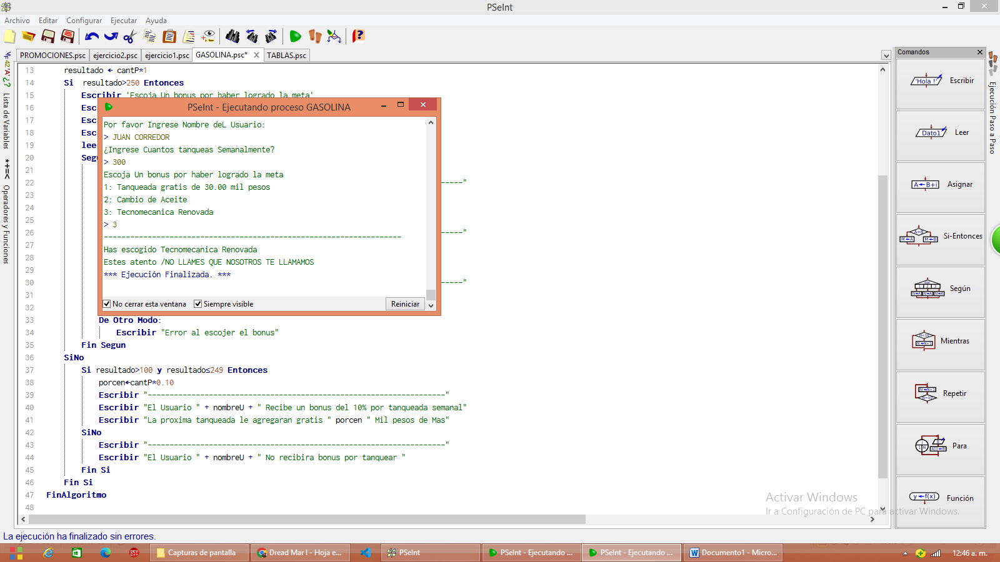 PSeInt
Archivo Editar Configurar Ejecutar Ayuda
PROMOCIONES.psc ejercicio2.psc ejercicio1.psc GASOLINA.psc* TABLAS.psc
Lista de Variables
*+=< Operadores y Funciones
13 resultado ← cantP*1
14 Si resultado>250 Entonces
15 Escribir 'Escoja Un bonus por haber logrado la meta'
16 Esc
17 Esc
18 Esc
19 lee
20 Seg
21
22 -----"
23
24
25
26 -----"
27
28
29
30 -----"
31
32
33 De Otro Modo:
34 Escribir "Error al escojer el bonus"
35 Fin Segun
36 SiNo
37 Si resultado>100 y resultado≤249 Entonces
38 porcen←cantP*0.10
39 Escribir "--------------------------------------------------------------------"
40 Escribir "El Usuario " + nombreU + " Recibe un bonus del 10% por tanqueada semanal"
41 Escribir "La proxima tanqueada le agregaran gratis " porcen " Mil pesos de Mas"
42 SiNo
43 Escribir "--------------------------------------------------------------------"
44 Escribir "El Usuario " + nombreU + " No recibira bonus por tanquear "
45 Fin Si
46 Fin Si
47 FinAlgoritmo
48
PSeInt - Ejecutando proceso GASOLINA
Por favor Ingrese Nombre deL Usuario:
> JUAN CORREDOR
¿Ingrese Cuantos tanqueas Semanalmente?
> 300
Escoja Un bonus por haber logrado la meta
1: Tanqueada gratis de 30.00 mil pesos
2: Cambio de Aceite
3: Tecnomecanica Renovada
> 3
--------------------------------------------------------------------
Has escogido Tecnomecanica Renovada
Estes atento /NO LLAMES QUE NOSOTROS TE LLAMAMOS
*** Ejecución Finalizada. ***
No cerrar esta ventana Siempre visible Reiniciar
Comandos
'Hola !' Escribir
Dato1 Leer
A←B+i Asignar
Si-Entonces
Según
Mientras
Repetir
Para
y←f(x) Función
Ejecución Paso a Paso
Activar Windows
Ir a Configuración de PC para activar Windows.
La ejecución ha finalizado sin errores.
Capturas de pantalla
Dread Mar I - Hoja e...
PSeInt
PSeInt - Ejecutando ...
PSeInt - Ejecutando ...
Documento1 - Micro...
12:46 a. m.